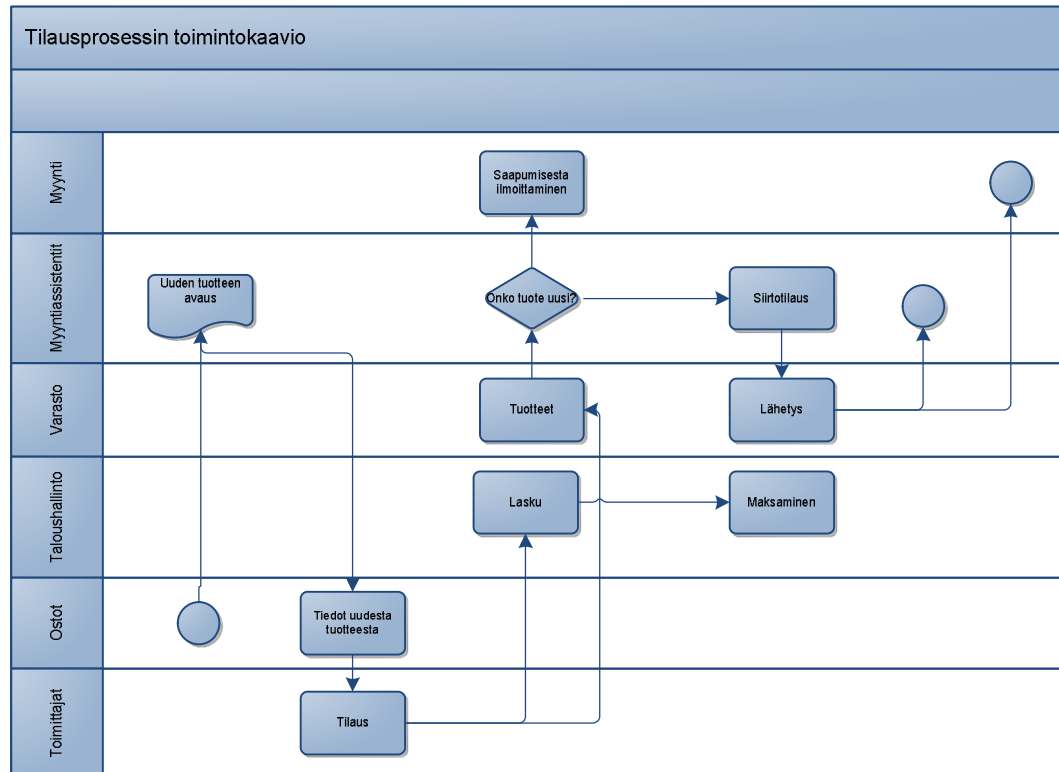 Tilausprosessin toimintokaavio
Myynti
Saapumisesta
ilmoittaminen
Myyntiassistentit
Uuden tuotteen
avaus
Onko tuote uusi?
Siirtotilaus
Varasto
Tuotteet
Lähetys
Taloushallinto
Lasku
Maksaminen
Ostot
Tiedot uudesta
tuotteesta
Toimittajat
Tilaus